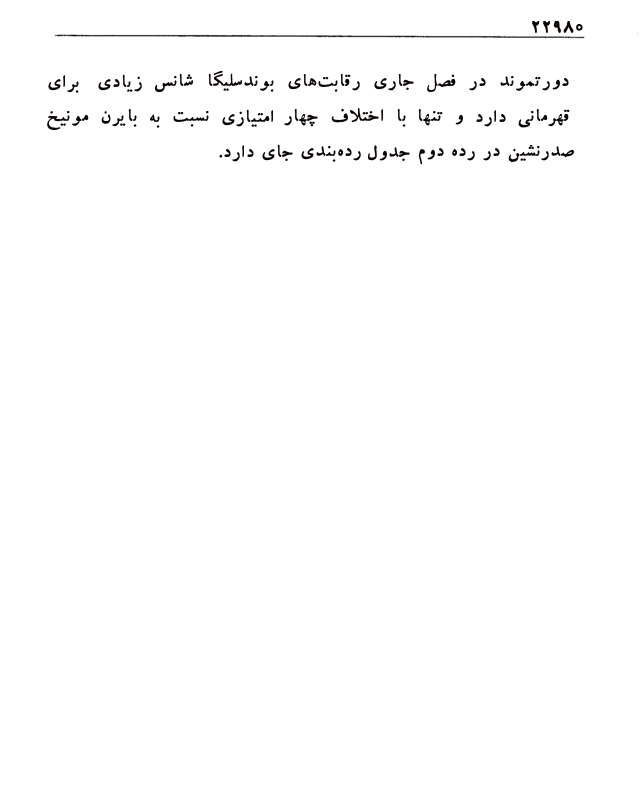 ۲۲۹۸۰
دورتموند در فصل جاری رقابت‌های بوندسلیگا شانس زیادی برای
قهرمانی دارد و تنها با اختلاف چهار امتیازی نسبت به بایرن مونیخ
صدرنشین در رده دوم جدول رده‌بندی جای دارد.